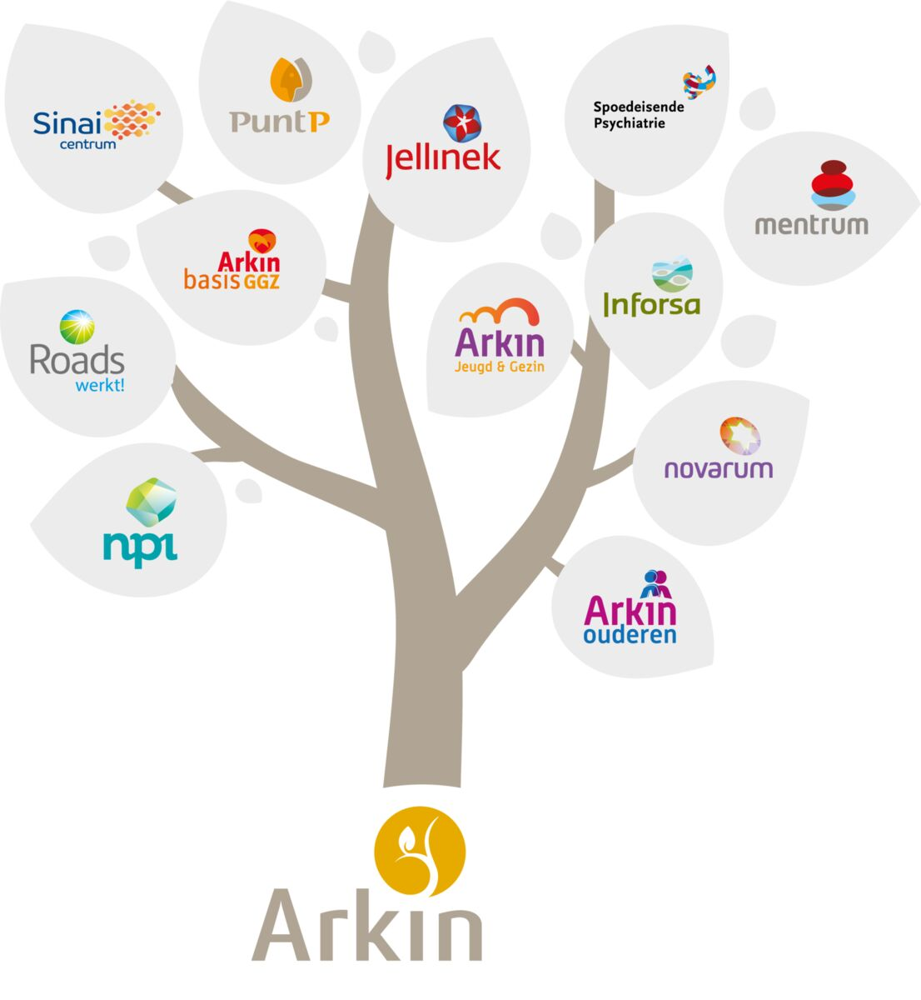 Sinai
centrum
PuntP
Jellinek
Spoedeisende
Psychiatrie
mentrum
Arkin
basis GGZ
Inforsa
Arkin
Jeugd & Gezin
Roads
werkt!
novarum
npi
Arkin
ouderen
Arkin